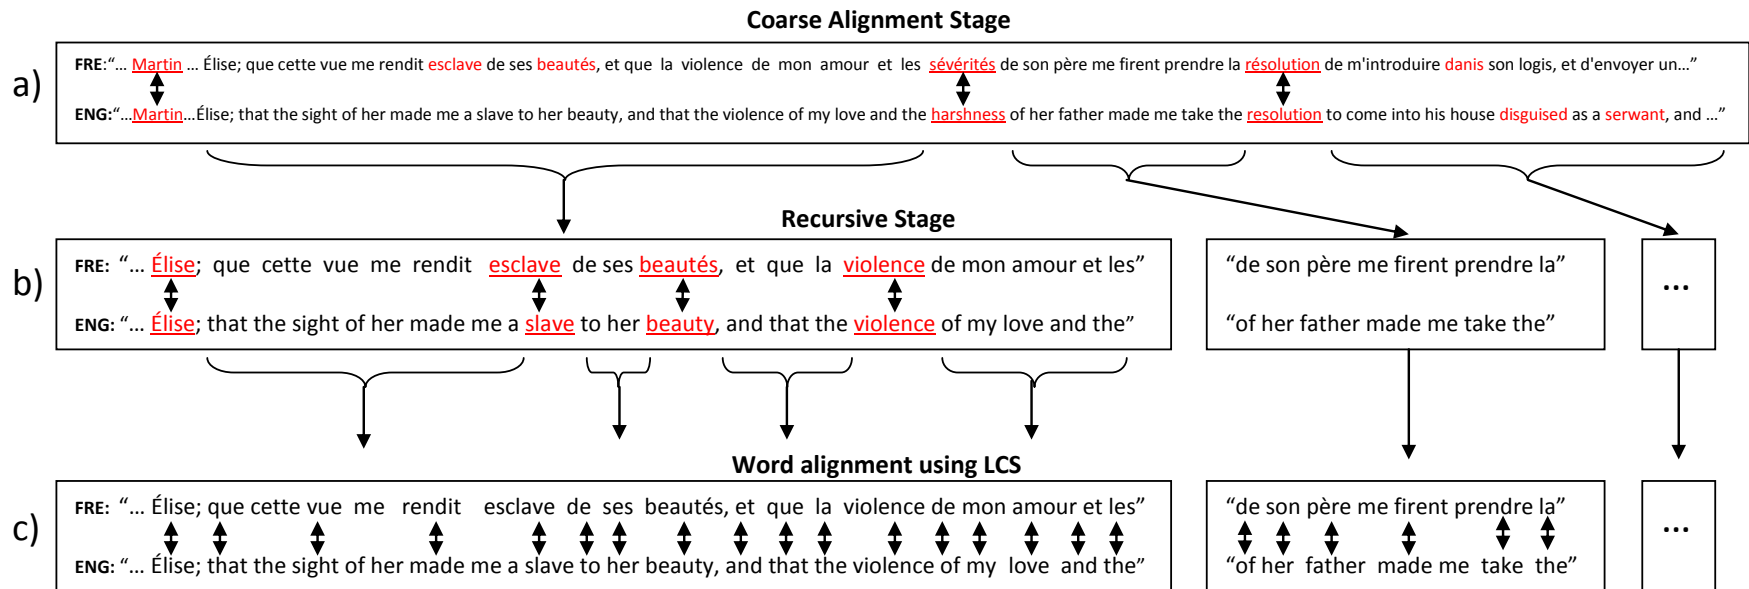 Coarse Alignment Stage
a)
FRE:“… Martin … Élise; que cette vue me rendit esclave de ses beautés, et que la violence de mon amour et les sévérités de son père me firent prendre la résolution de m'introduire danis son logis, et d'envoyer un…”
ENG:“…Martin…Élise; that the sight of her made me a slave to her beauty, and that the violence of my love and the harshness of her father made me take the resolution to come into his house disguised as a serwant, and …”
Recursive Stage
b)
FRE: “... Élise; que cette vue me rendit esclave de ses beautés, et que la violence de mon amour et les”
ENG: “... Élise; that the sight of her made me a slave to her beauty, and that the violence of my love and the”
“de son père me firent prendre la”
“of her father made me take the”
...
Word alignment using LCS
c)
FRE: “... Élise; que cette vue me rendit esclave de ses beautés, et que la violence de mon amour et les”
ENG: “... Élise; that the sight of her made me a slave to her beauty, and that the violence of my love and the”
“de son père me firent prendre la”
“of her father made me take the”
...